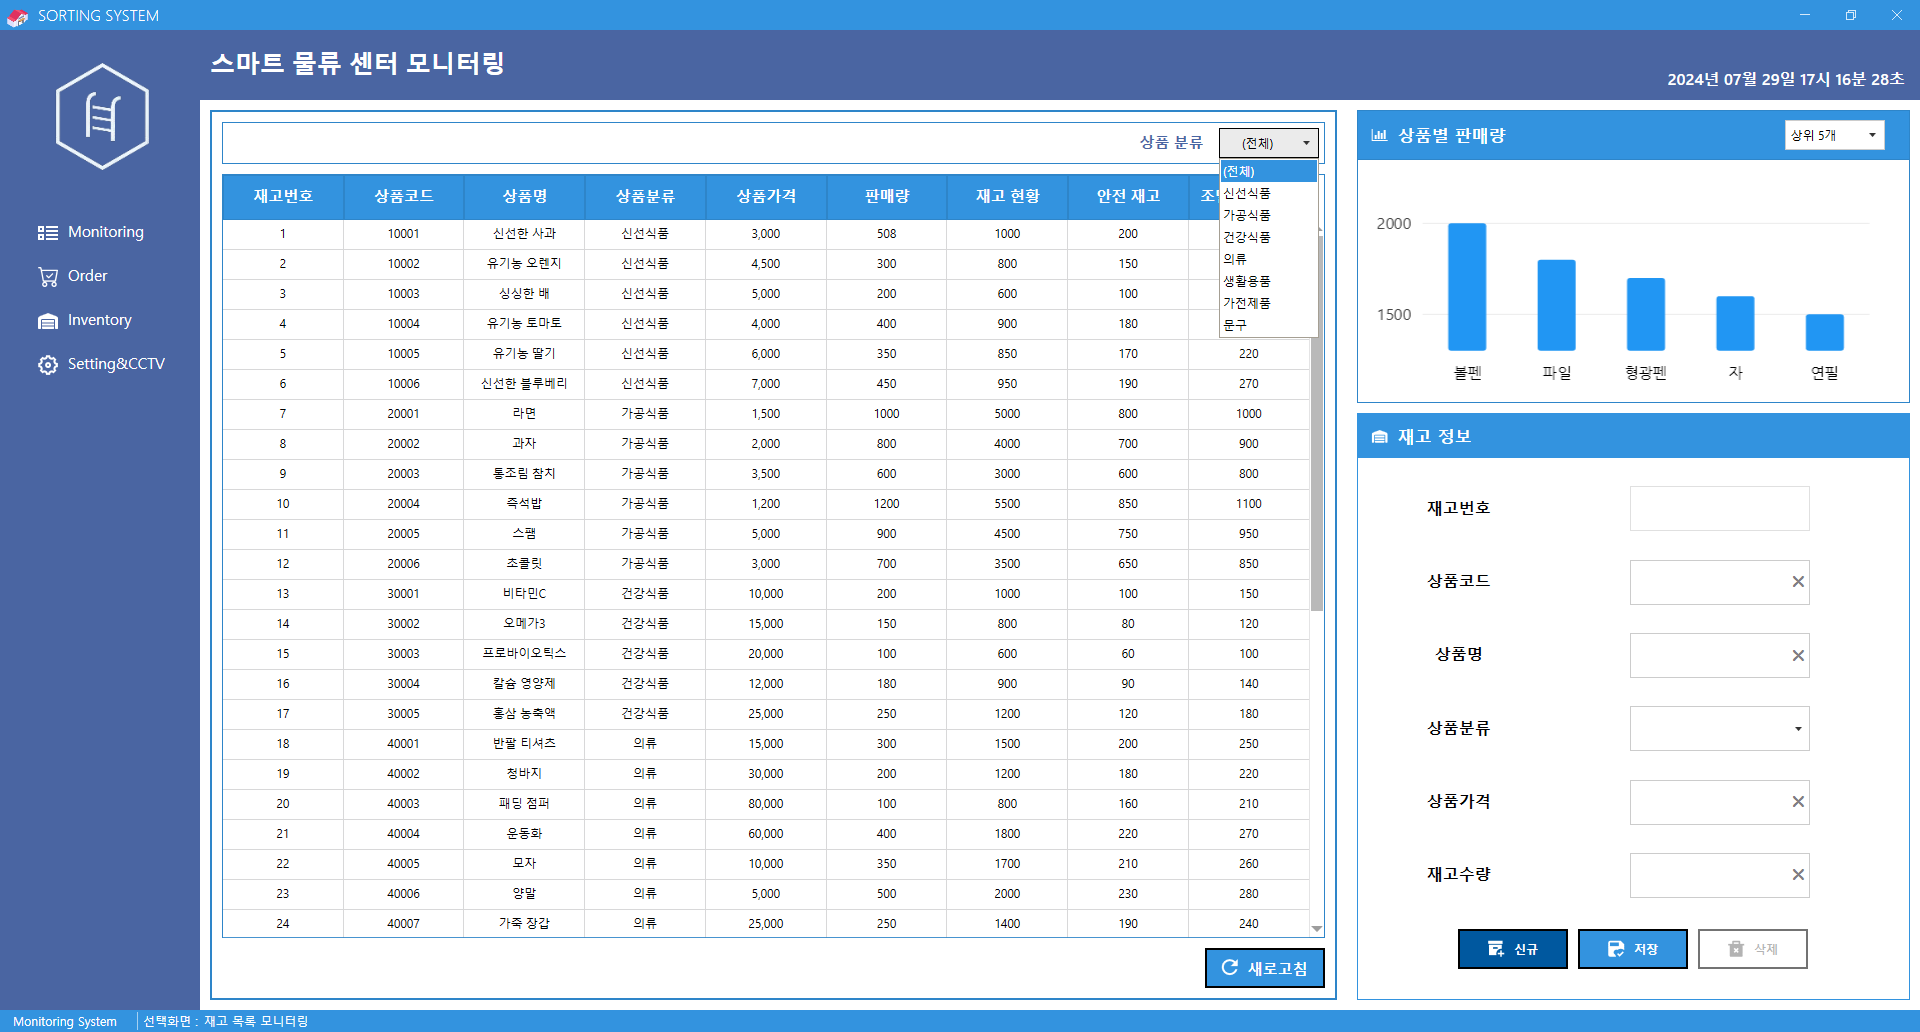 SORTING SYSTEM
스마트 물류 센터 모니터링
2024년 07월 29일 17시 16분 28초
Monitoring
Order
Inventory
Setting&CCTV
상품 분류 (전체)
(전체)
신선식품
가공식품
건강식품
의류
생활용품
가전제품
문구
재고번호 상품코드 상품명 상품분류 상품가격 판매량 재고 현황 안전 재고
1 10001 신선한 사과 신선식품 3,000 508 1000 200
2 10002 유기농 오렌지 신선식품 4,500 300 800 150
3 10003 싱싱한 배 신선식품 5,000 200 600 100
4 10004 유기농 토마토 신선식품 4,000 400 900 180
5 10005 유기농 딸기 신선식품 6,000 350 850 170 220
6 10006 신선한 블루베리 신선식품 7,000 450 950 190 270
7 20001 라면 가공식품 1,500 1000 5000 800 1000
8 20002 과자 가공식품 2,000 800 4000 700 900
9 20003 통조림 참치 가공식품 3,500 600 3000 600 800
10 20004 즉석밥 가공식품 1,200 1200 5500 850 1100
11 20005 스팸 가공식품 5,000 900 4500 750 950
12 20006 초콜릿 가공식품 3,000 700 3500 650 850
13 30001 비타민C 건강식품 10,000 200 1000 100 150
14 30002 오메가3 건강식품 15,000 150 800 80 120
15 30003 프로바이오틱스 건강식품 20,000 100 600 60 100
16 30004 칼슘 영양제 건강식품 12,000 180 900 90 140
17 30005 홍삼 농축액 건강식품 25,000 250 1200 120 180
18 40001 반팔 티셔츠 의류 15,000 300 1500 200 250
19 40002 청바지 의류 30,000 200 1200 180 220
20 40003 패딩 점퍼 의류 80,000 100 800 160 210
21 40004 운동화 의류 60,000 400 1800 220 270
22 40005 모자 의류 10,000 350 1700 210 260
23 40006 양말 의류 5,000 500 2000 230 280
24 40007 가죽 장갑 의류 25,000 250 1400 190 240
새로고침
상품별 판매량
상위 5개
2000
1500
볼펜 파일 형광펜 자 연필
재고 정보
재고번호
상품코드
상품명
상품분류
상품가격
재고수량
신규 저장 삭제
Monitoring System 선택화면 : 재고 목록 모니터링